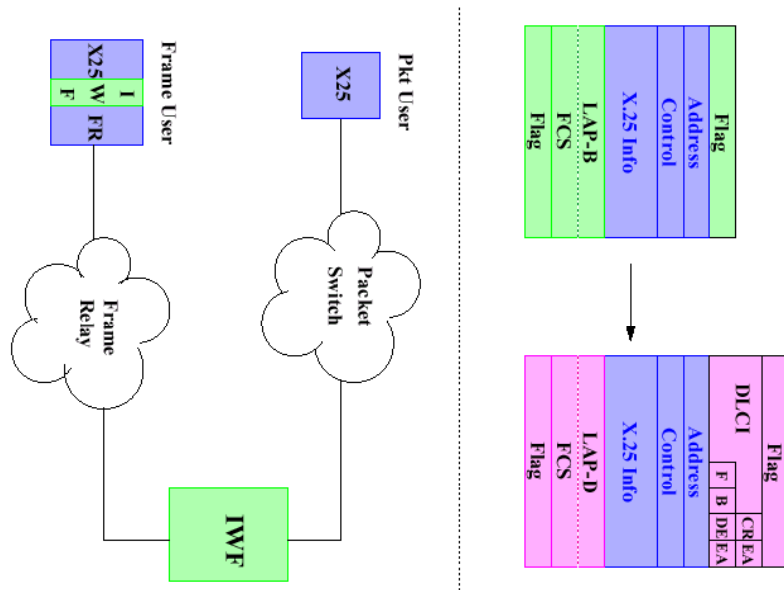 Flag
Address
Control
X.25 Info
LAP-B
FCS
Flag
Flag
DLCI
CR
EA
F
B
DE
EA
Address
Control
X.25 Info
LAP-D
FCS
Flag
Pkt User
X25
Packet
Switch
IWF
Frame User
X25
I
W
F
FR
Frame
Relay